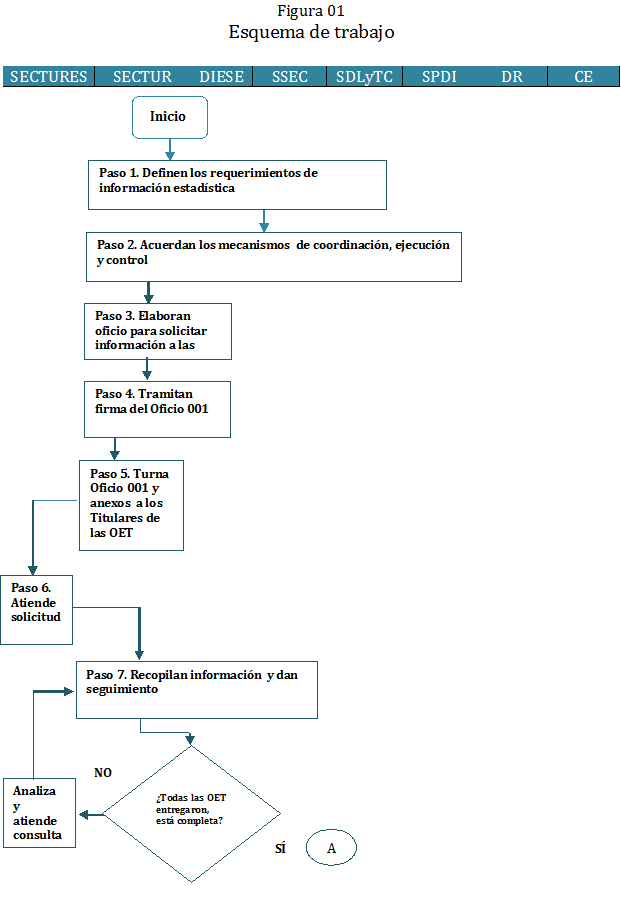 Figura 01
Esquema de trabajo
SECTURES SECTUR DIESE SSEC SDLyTC SPDI DR CE
Inicio
Paso 1. Definen los requerimientos de
información estadística
Paso 2. Acuerdan los mecanismos de coordinación, ejecución
y control
Paso 3. Elaboran
oficio para solicitar
información a las
Paso 4. Tramitan
firma del Oficio 001
Paso 5. Turna
Oficio 001 y
anexos a los
Titulares de
las OET
Paso 6.
Atiende
solicitud
Paso 7. Recopilan información y dan
seguimiento
NO
Analiza
y
atiende
consulta
¿Todas las OET
entregaron,
está completa?
SÍ
A